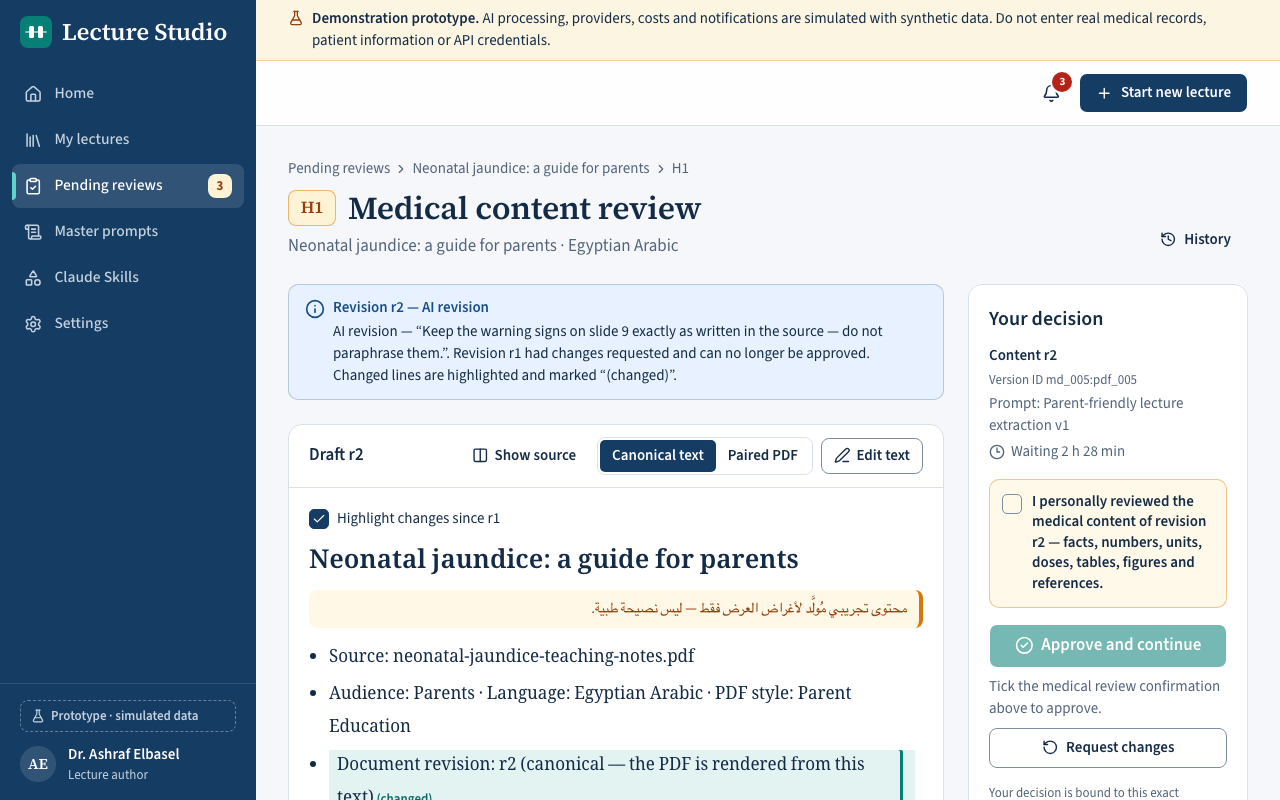 Lecture Studio
Home
My lectures
Pending reviews 3
Master prompts
Claude Skills
Settings
Prototype · simulated data
AE
Dr. Ashraf Elbasel
Lecture author
Demonstration prototype. AI processing, providers, costs and notifications are simulated with synthetic data. Do not enter real medical records,
patient information or API credentials.
3
Start new lecture
Pending reviews > Neonatal jaundice: a guide for parents > H1
H1 Medical content review
Neonatal jaundice: a guide for parents · Egyptian Arabic
History
Revision r2 — AI revision
AI revision — “Keep the warning signs on slide 9 exactly as written in the source — do not
paraphrase them.”. Revision r1 had changes requested and can no longer be approved.
Changed lines are highlighted and marked “(changed)”.
Draft r2
Show source
Canonical text
Paired PDF
Edit text
Highlight changes since r1
Neonatal jaundice: a guide for parents
محتوى تجريبي مُولَّد لأغراض العرض فقط — ليس نصيحة طبية.
• Source: neonatal-jaundice-teaching-notes.pdf
• Audience: Parents · Language: Egyptian Arabic · PDF style: Parent
Education
• Document revision: r2 (canonical — the PDF is rendered from this
text) (changed)
Your decision
Content r2
Version ID md_005:pdf_005
Prompt: Parent-friendly lecture
extraction v1
Waiting 2 h 28 min
I personally reviewed the
medical content of revision
r2 — facts, numbers, units,
doses, tables, figures and
references.
Approve and continue
Tick the medical review confirmation
above to approve.
Request changes
Your decision is bound to this exact